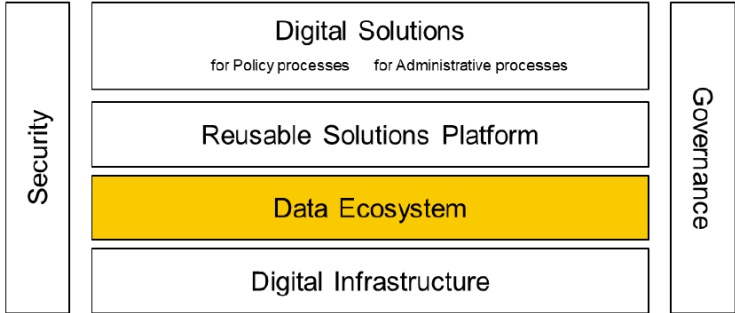 Security
Digital Solutions
for Policy processes for Administrative processes
Reusable Solutions Platform
Data Ecosystem
Digital Infrastructure
Governance